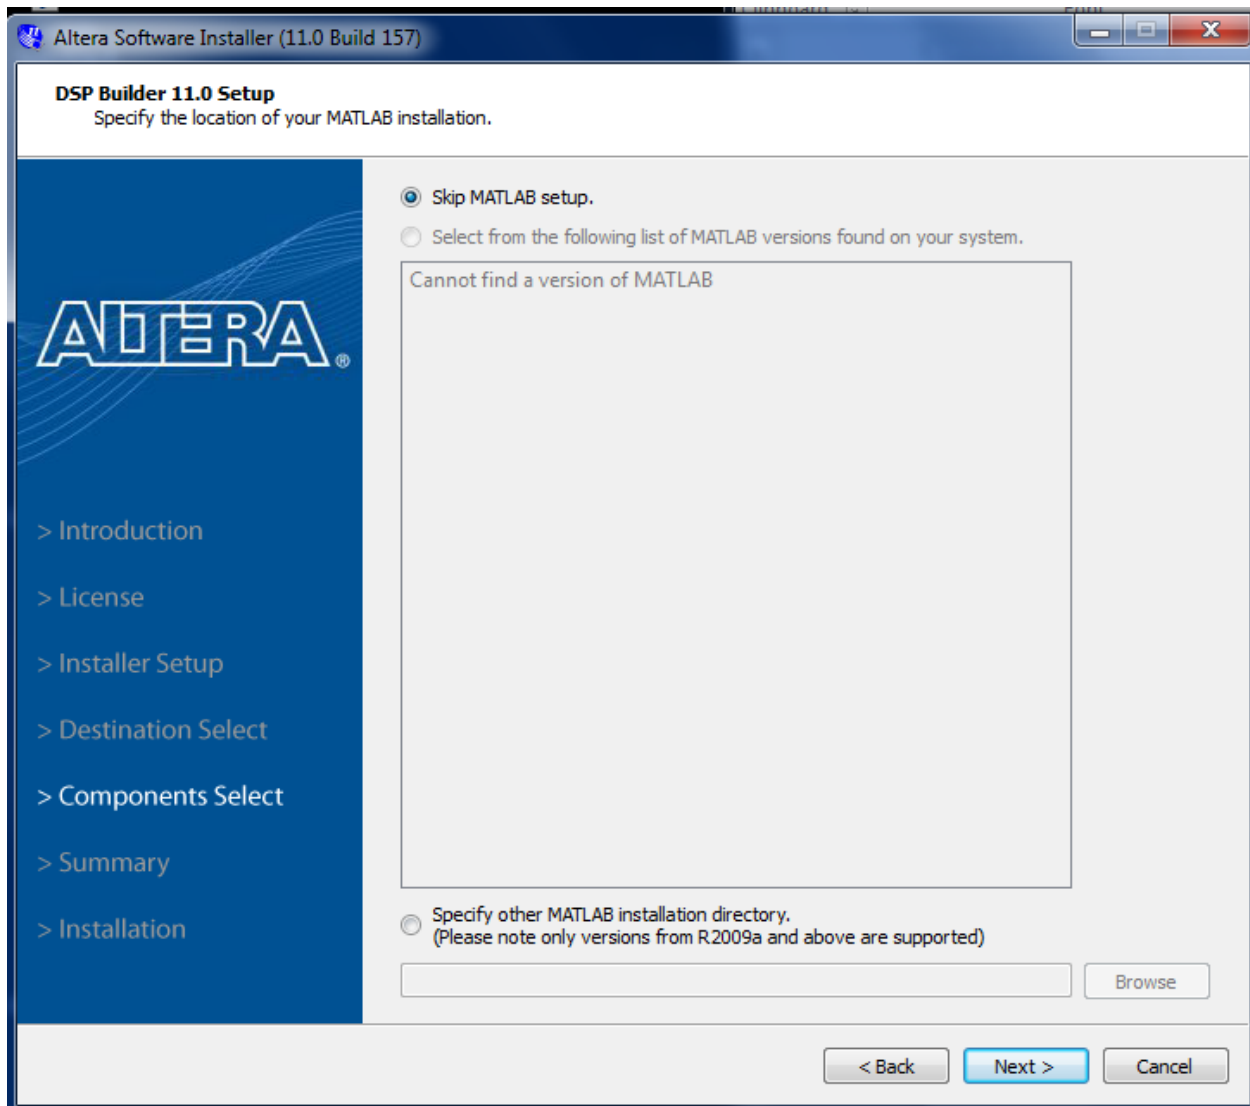 Altera Software Installer (11.0 Build 157)
DSP Builder 11.0 Setup
Specify the location of your MATLAB installation.
Skip MATLAB setup.
Select from the following list of MATLAB versions found on your system.
Cannot find a version of MATLAB
ALTERA®
> Introduction
> License
> Installer Setup
> Destination Select
> Components Select
> Summary
> Installation
Specify other MATLAB installation directory.
(Please note only versions from R2009a and above are supported)
Browse
< Back Next > Cancel